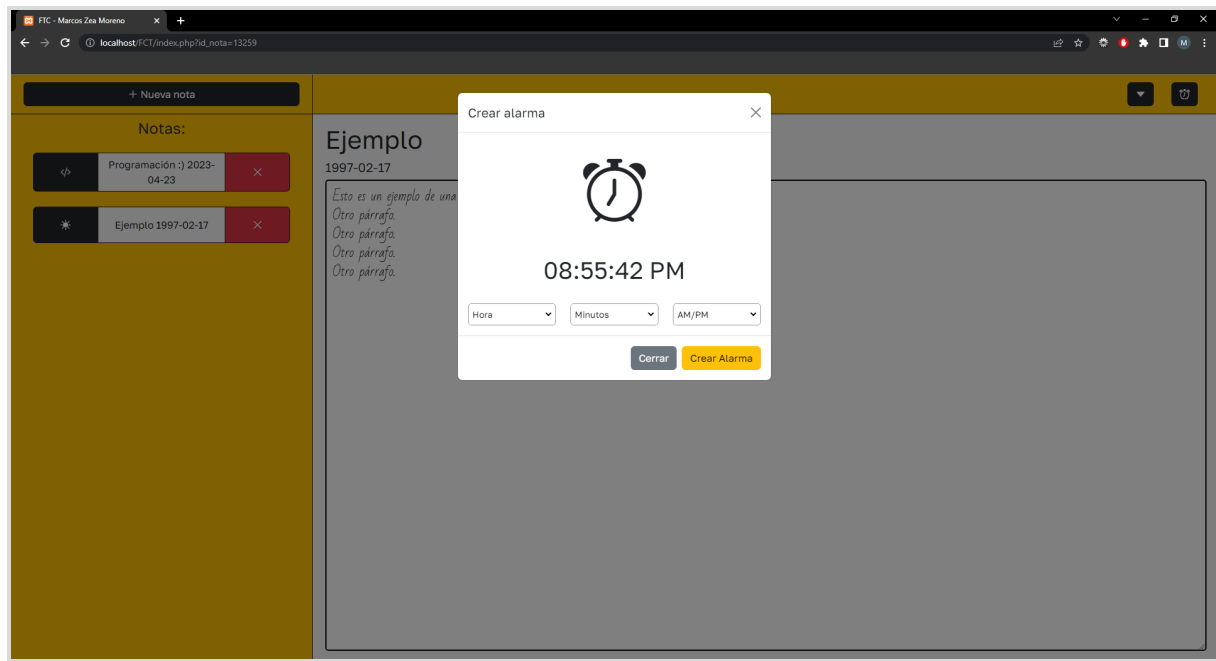 FTC - Marcos Zea Moreno
localhost/FCT/index.php?id_nota=13259
M
+ Nueva nota
Notas:
</> Programación :) 2023-
04-23
Ejemplo 1997-02-17
Ejemplo
1997-02-17
Esto es un ejemplo de una
Otro párrafo.
Otro párrafo.
Otro párrafo.
Otro párrafo.
Crear alarma
08:55:42 PM
Hora Minutos AM/PM
Cerrar Crear Alarma